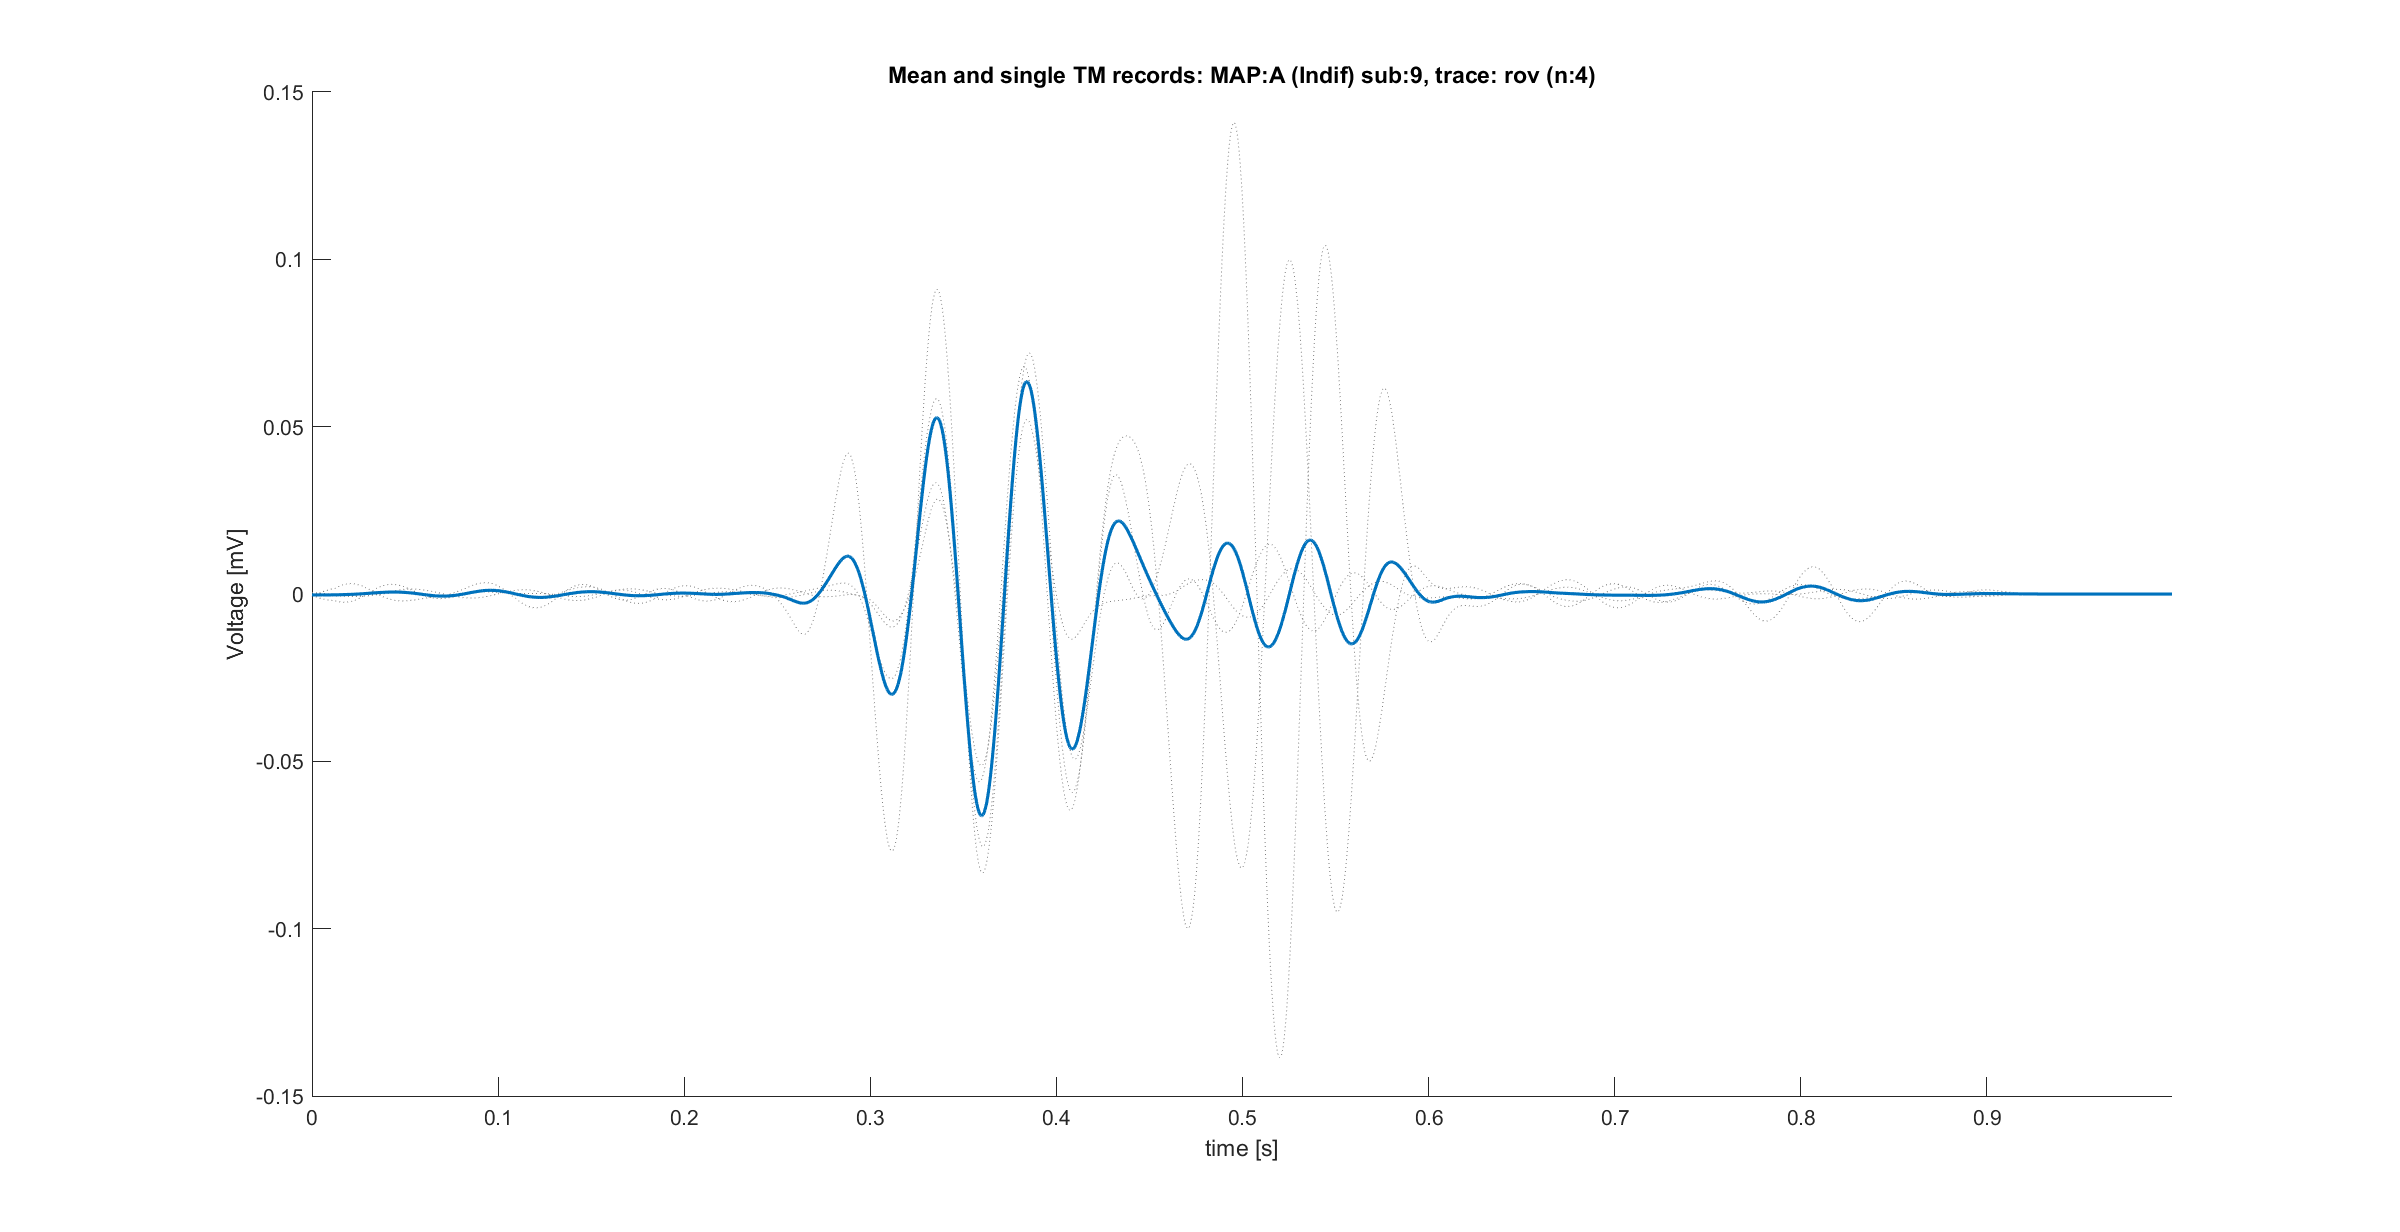 Mean and single TM records: MAP:A (Indif) sub:9, trace: rov (n:4)
0.15
0.1
0.05
0
-0.05
-0.1
-0.15
Voltage [mV]
0 0.1 0.2 0.3 0.4 0.5 0.6 0.7 0.8 0.9
time [s]